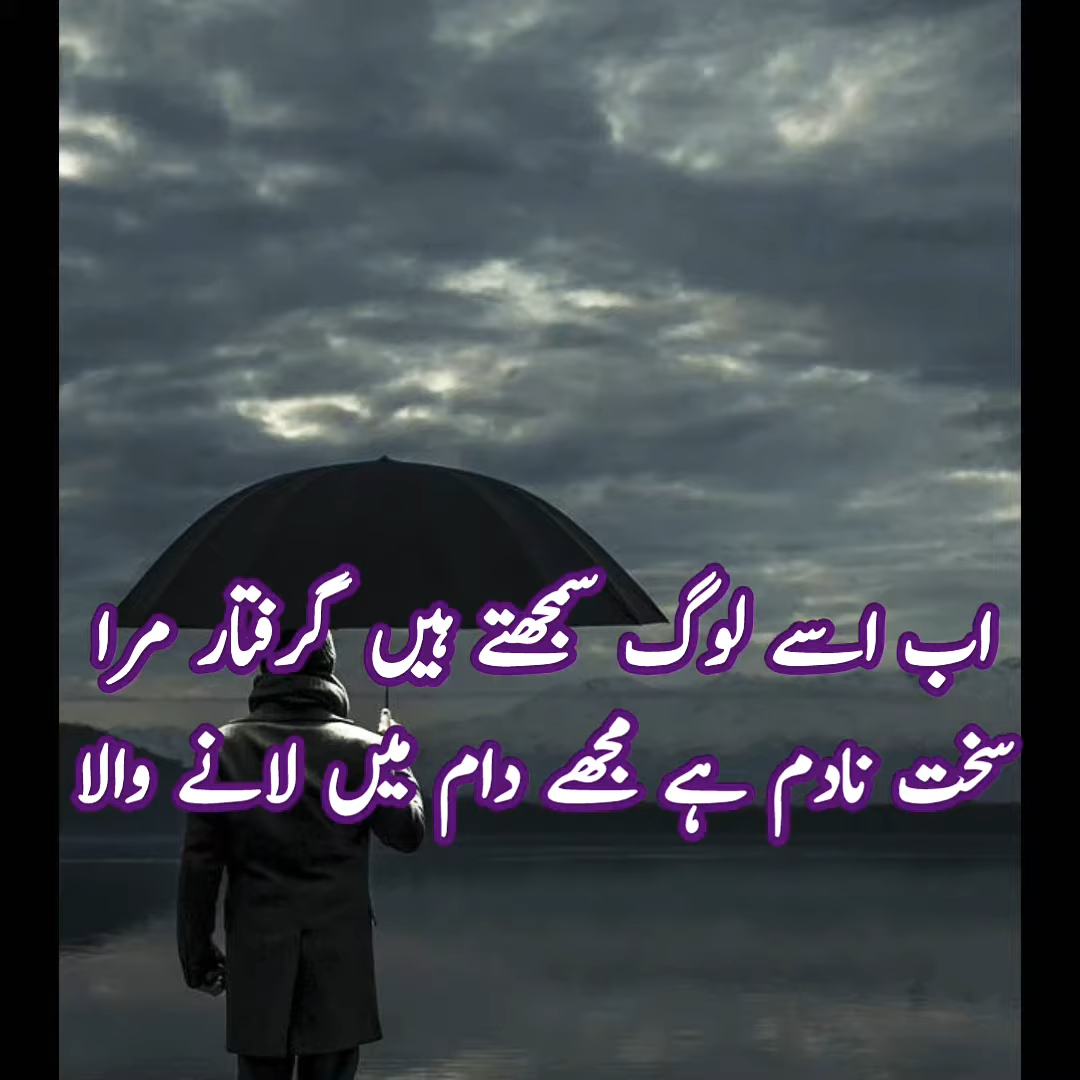 اب اسے لوگ سمجھتے ہیں گرفتار مرا
سخت نادم ہے مجھے دام میں لانے والا